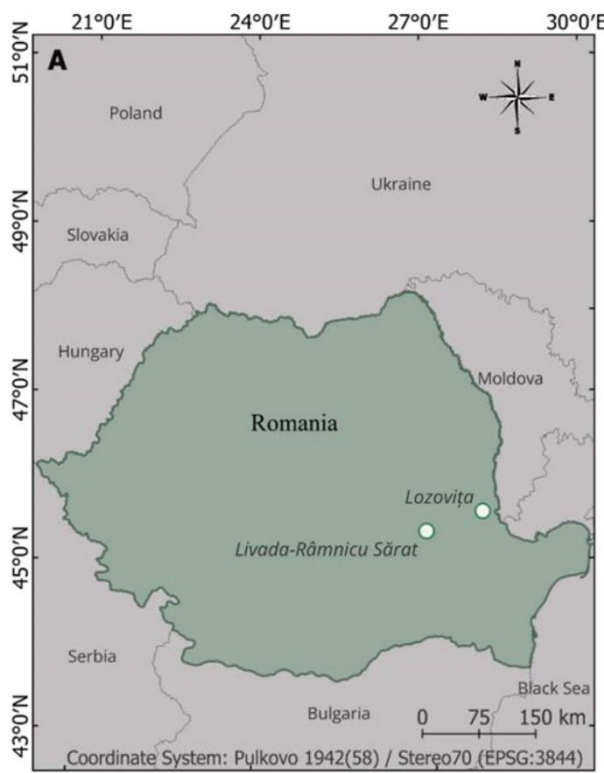 21°0'E 24°0'E 27°0'E 30°0'E
A
51°0'N
49°0'N
47°0'N
45°0'N
43°0'N
N
W E
S
Poland
Ukraine
Slovakia
Hungary
Moldova
Romania
Lozovița
Livada-Râmnicu Sărat
Serbia
Black Sea
Bulgaria
0 75 150 km
Coordinate System: Pulkovo 1942(58) / Stereo70 (EPSG:3844)